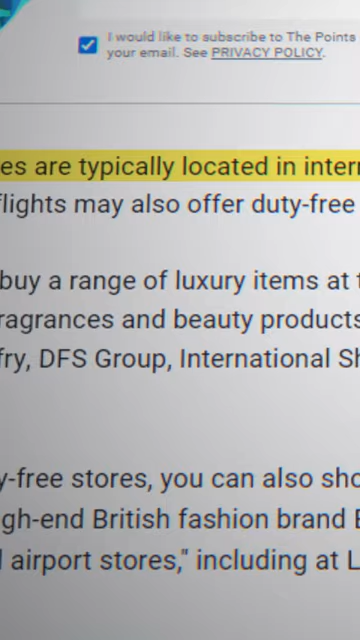 I would like to subscribe to The Points
your email. See PRIVACY POLICY.
es are typically located in intern
flights may also offer duty-free
buy a range of luxury items at t
ragrances and beauty products
fry, DFS Group, International Sh
y-free stores, you can also sho
gh-end British fashion brand B
l airport stores," including at L